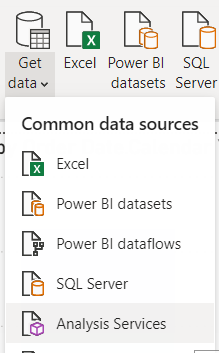 Get data
Excel
Power BI datasets
SQL Server
Common data sources
Excel
Power BI datasets
Power BI dataflows
SQL Server
Analysis Services